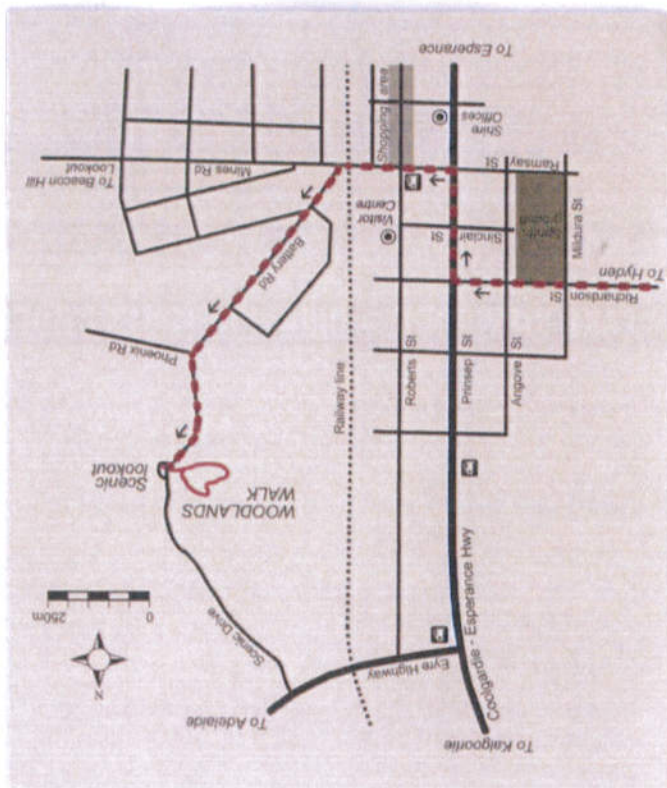 To Kalgoorlie
To Adelaide
Coolgardie - Esperance Hwy
Eyre Highway
N
0
250m
Scenic Drive
WOODLANDS
WALK
Scenic
lookout
Phoenix Rd
Railway line
Roberts St
Prinsep St
Angove St
Battery Rd
To Hyden
Richardson
St
Sinclair
St
Visitor
Centre
Sports
ground
Mildura St
Ramsay
St
Mines Rd
To Beacon Hill
Lookout
Shopping area
Shire
Offices
To Esperance